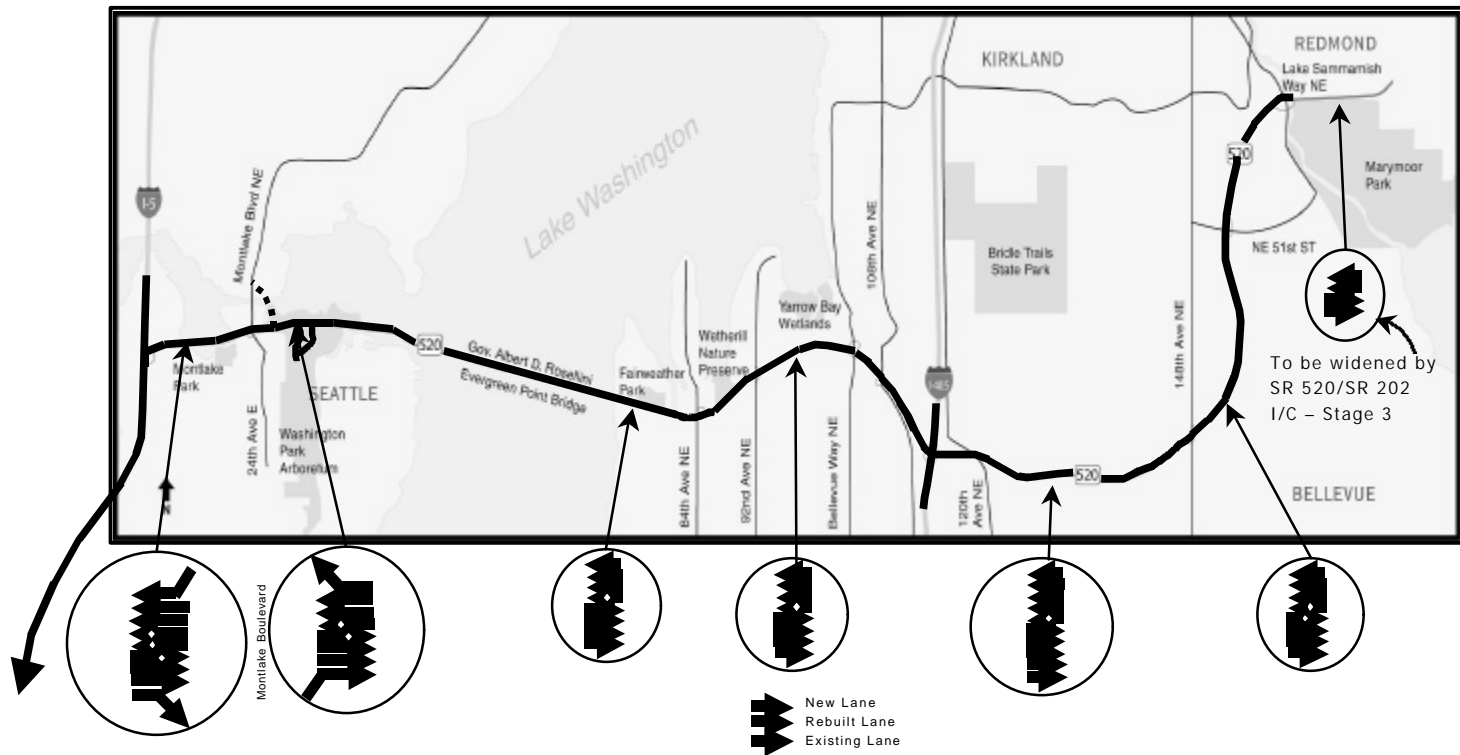 KIRKLAND
REDMOND
Lake Sammamish
Way NE
520
Marymoor
Park
Lake Washington
Montlake Blvd NE
I-5
108th Ave NE
Bridle Trails
State Park
NE 51st ST
148th Ave NE
Yarrow Bay
Wetlands
Wetherill
Nature
Preserve
520
Gov. Albert D. Rosellini
Evergreen Point Bridge
Fairweather
Park
Montlake
Park
SEATTLE
I-405
To be widened by
SR 520/SR 202
I/C – Stage 3
24th Ave E
Washington
Park
Arboretum
84th Ave NE
92nd Ave NE
Bellevue Way NE
120th
Ave NE
520
BELLEVUE
N
Montlake Boulevard
New Lane
Rebuilt Lane
Existing Lane